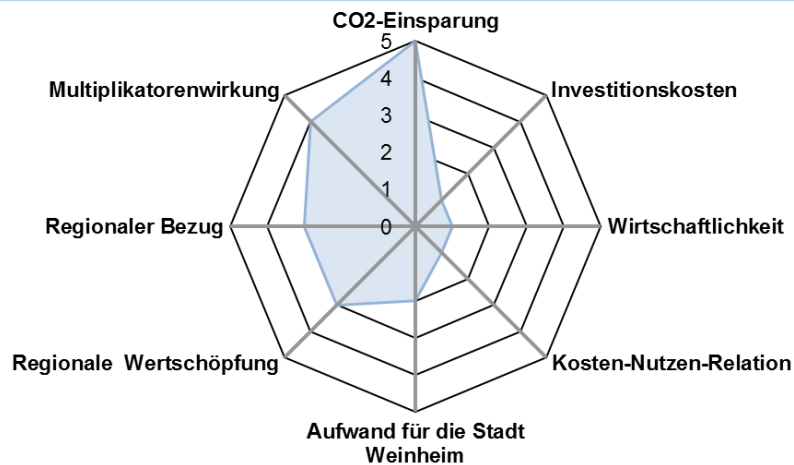 CO2-Einsparung
5
Multiplikatorenwirkung
4
Investitionskosten
3
2
1
Regionaler Bezug
0
Wirtschaftlichkeit
Regionale  Wertschöpfung
Kosten-Nutzen-Relation
Aufwand für die Stadt
Weinheim